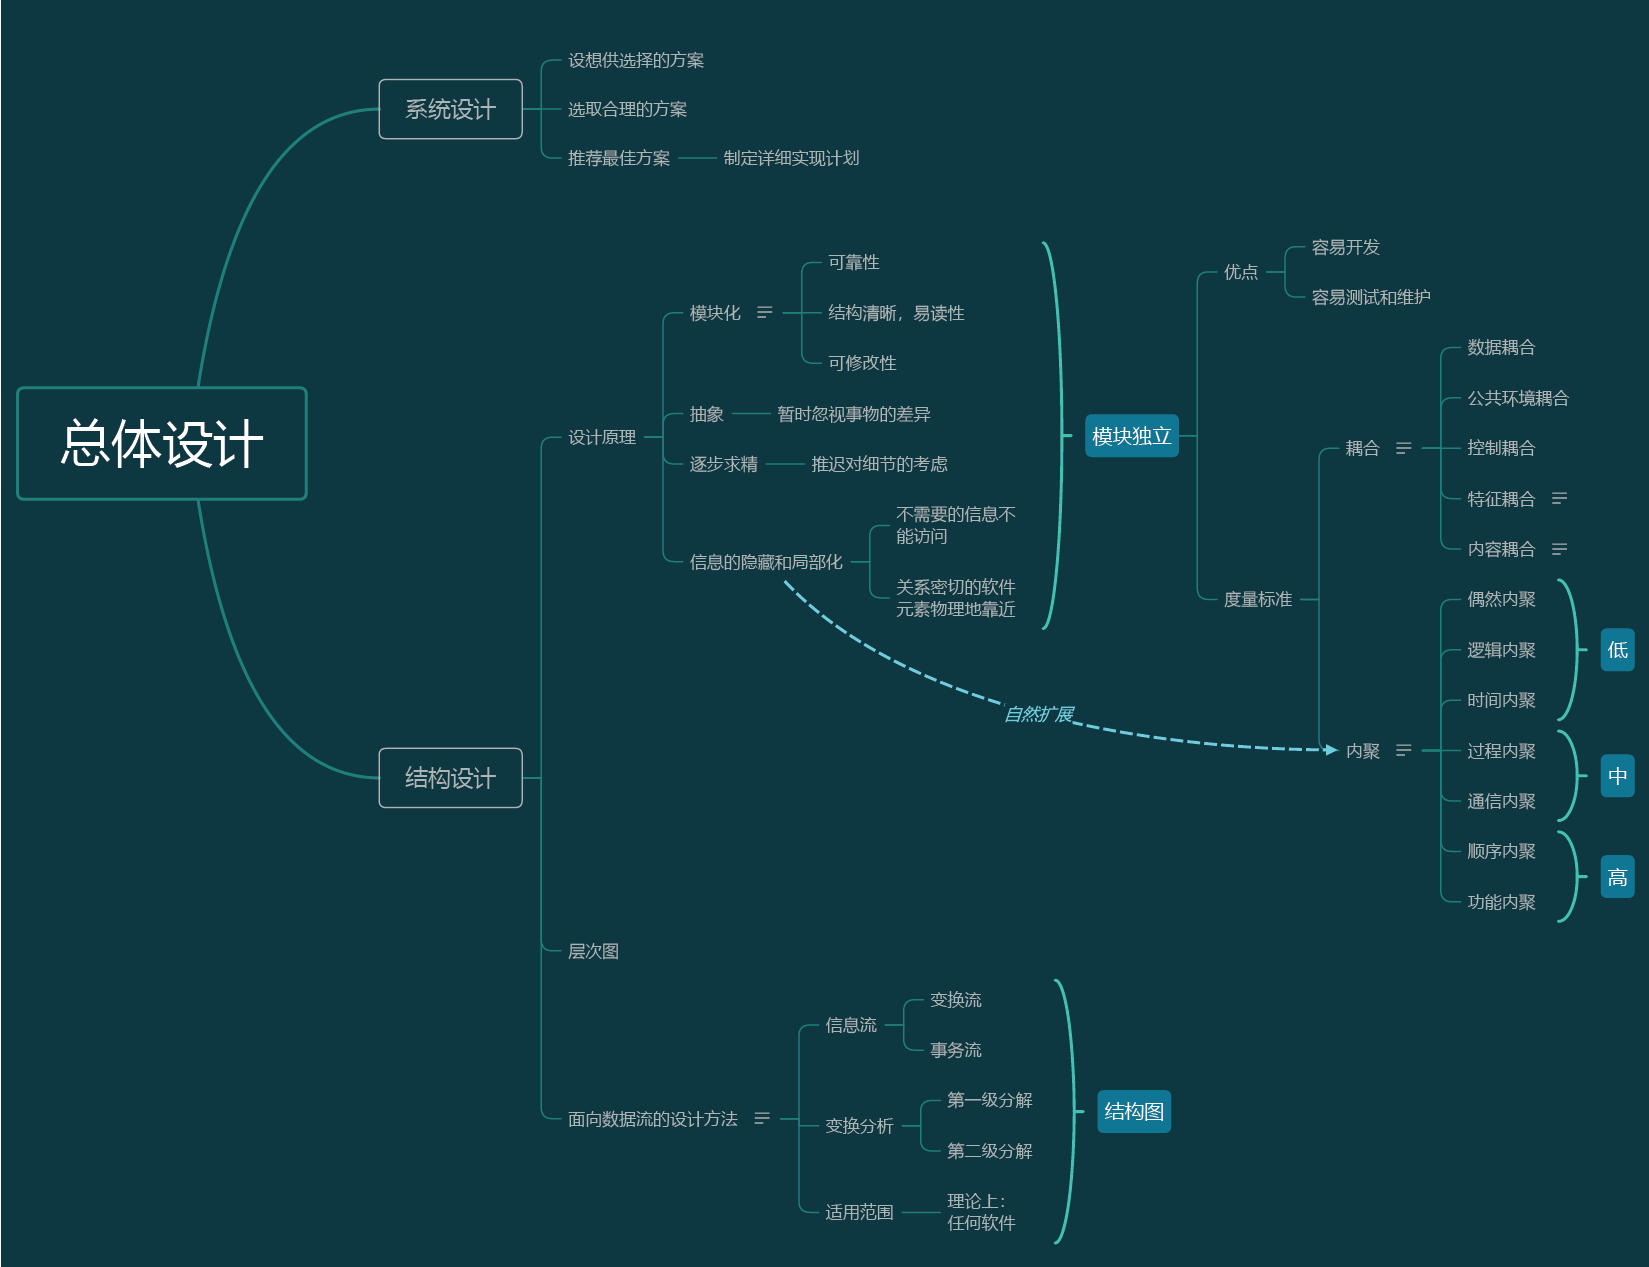 总体设计
系统设计
设想供选择的方案
选取合理的方案
推荐最佳方案
制定详细实现计划
结构设计
设计原理
模块化
可靠性
结构清晰，易读性
可修改性
抽象
暂时忽视事物的差异
逐步求精
推迟对细节的考虑
信息的隐藏和局部化
不需要的信息不
能访问
关系密切的软件
元素物理地靠近
自然扩展
模块独立
优点
容易开发
容易测试和维护
度量标准
耦合
数据耦合
公共环境耦合
控制耦合
特征耦合
内容耦合
内聚
偶然内聚
逻辑内聚
时间内聚
低
过程内聚
通信内聚
中
顺序内聚
功能内聚
高
层次图
面向数据流的设计方法
信息流
变换流
事务流
变换分析
第一级分解
第二级分解
适用范围
理论上：
任何软件
结构图